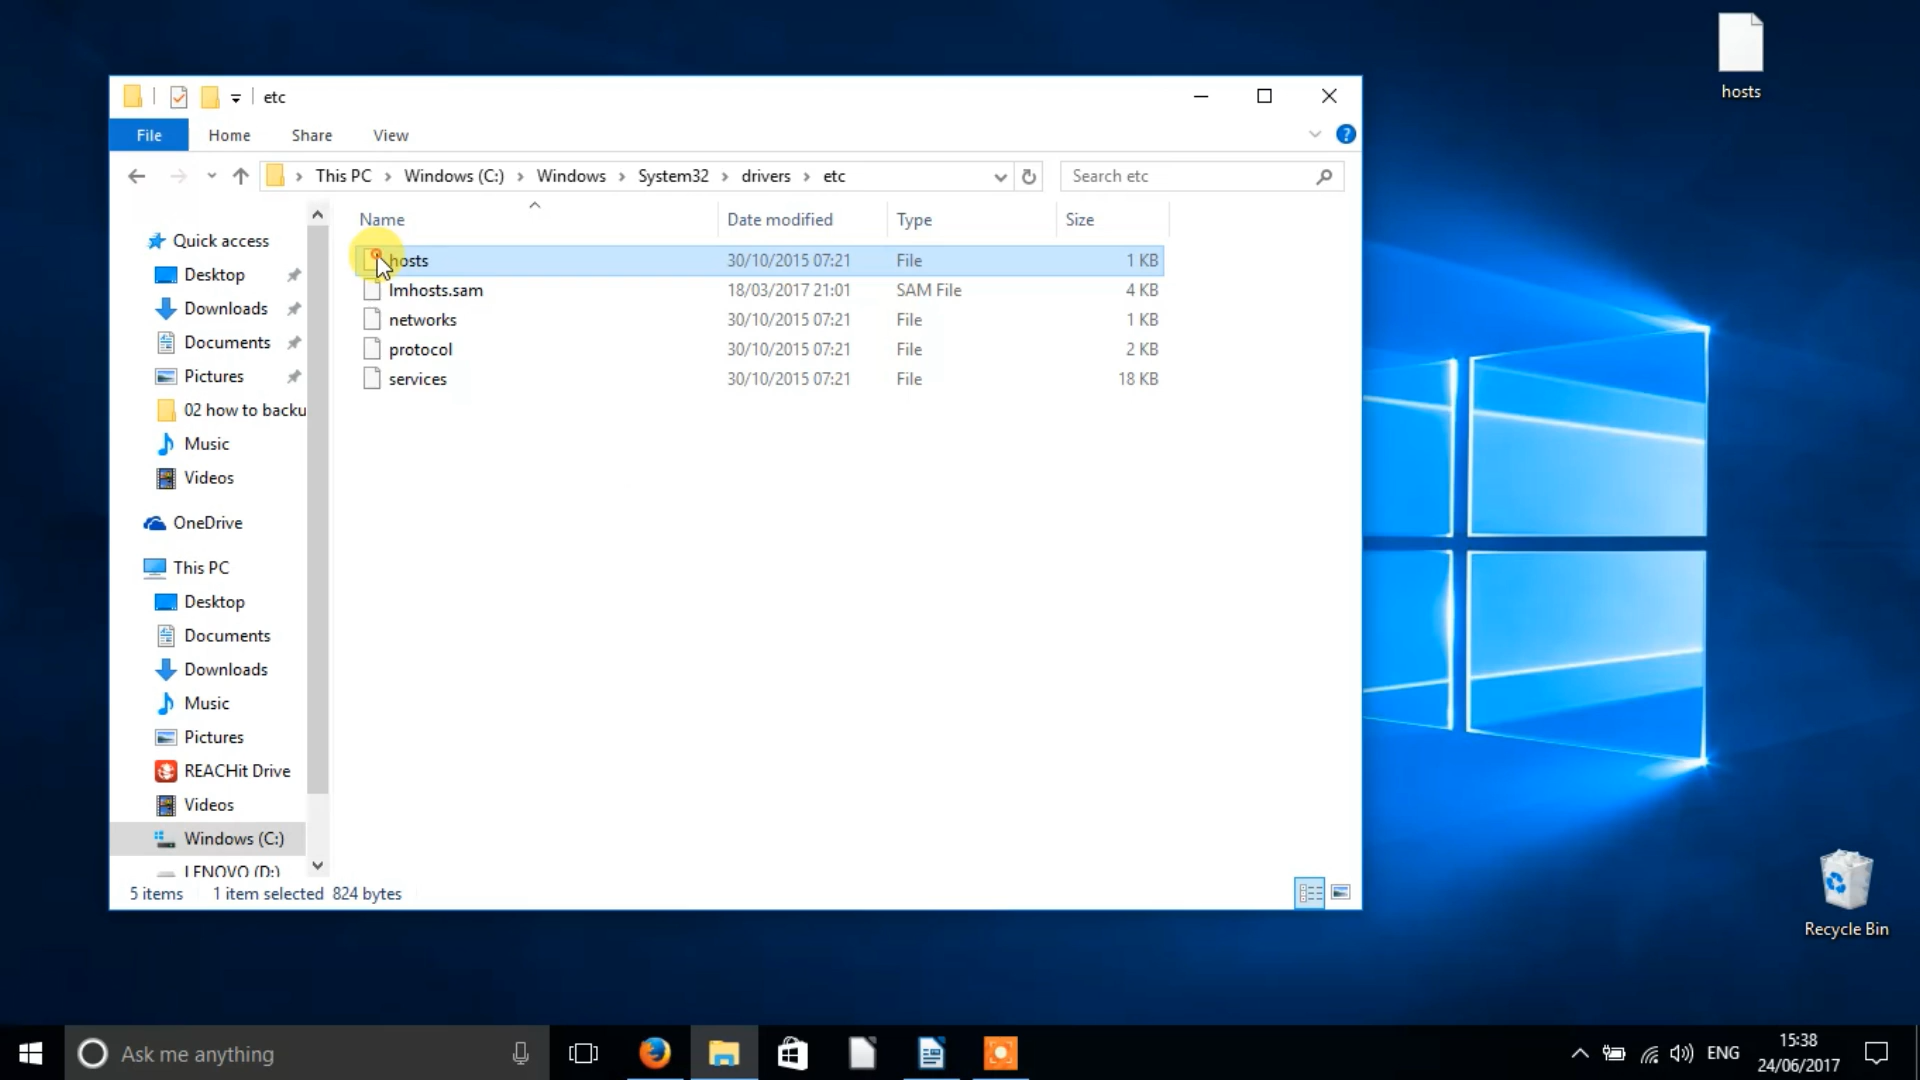 hosts
etc
File Home Share View
This PC Windows (C:) Windows System32 drivers etc
Search etc
Name Date modified Type Size
hosts 30/10/2015 07:21 File 1 KB
lmhosts.sam 18/03/2017 21:01 SAM File 4 KB
networks 30/10/2015 07:21 File 1 KB
protocol 30/10/2015 07:21 File 2 KB
services 30/10/2015 07:21 File 18 KB
Quick access
Desktop
Downloads
Documents
Pictures
02 how to backu
Music
Videos
OneDrive
This PC
Desktop
Documents
Downloads
Music
Pictures
REACHit Drive
Videos
Windows (C:)
LENOVO (D:)
5 items 1 item selected 824 bytes
Recycle Bin
Ask me anything
ENG
15:38
24/06/2017